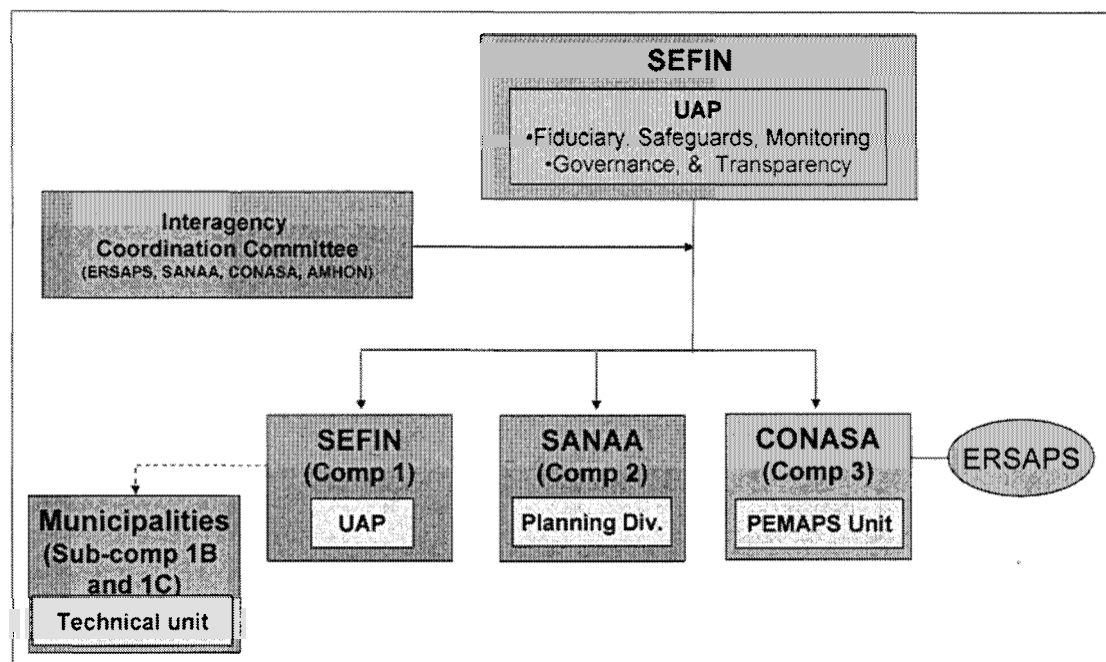 SEFIN
UAP
•Fiduciary, Safeguards, Monitoring
•Governance, & Transparency
Interagency
Coordination Committee
(ERSAPS, SANAA, CONASA, AMHON)
SEFIN
(Comp 1)
UAP
SANAA
(Comp 2)
Planning Div.
CONASA
(Comp 3)
PEMAPS Unit
ERSAPS
Municipalities
(Sub-comp 1B
and 1C)
Technical unit